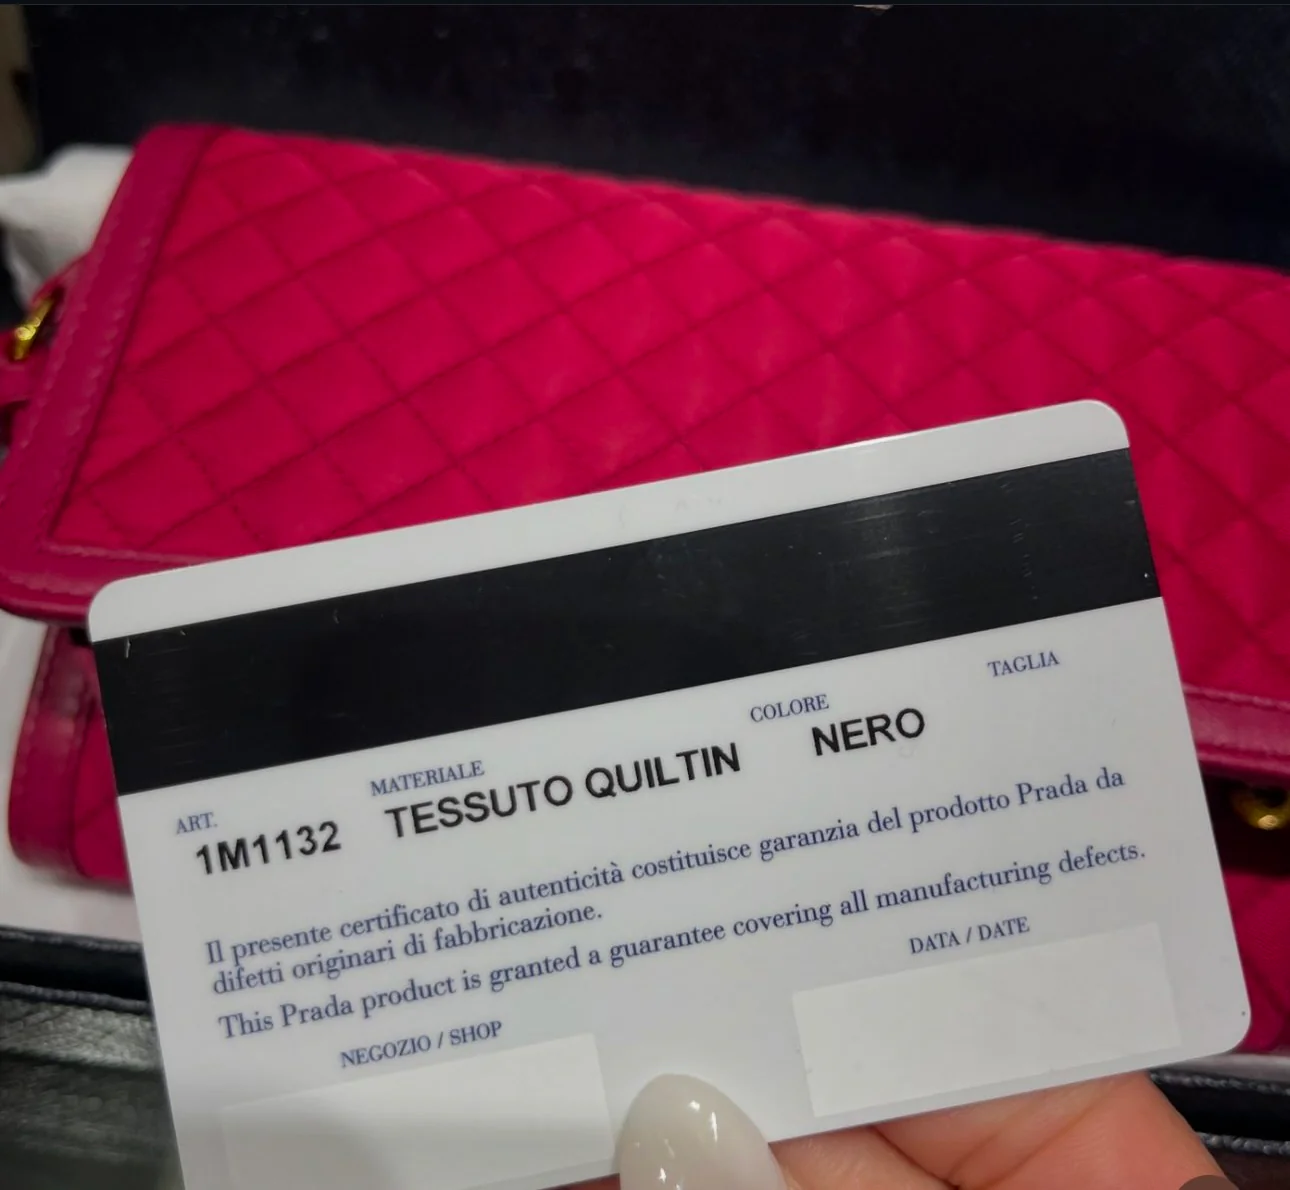 ART.
MATERIALE
COLORE
TAGLIA
1M1132
TESSUTO QUILTIN
NERO
Il presente certificato di autenticità costituisce garanzia del prodotto Prada da
difetti originari di fabbricazione.
This Prada product is granted a guarantee covering all manufacturing defects.
NEGOZIO / SHOP
DATA / DATE